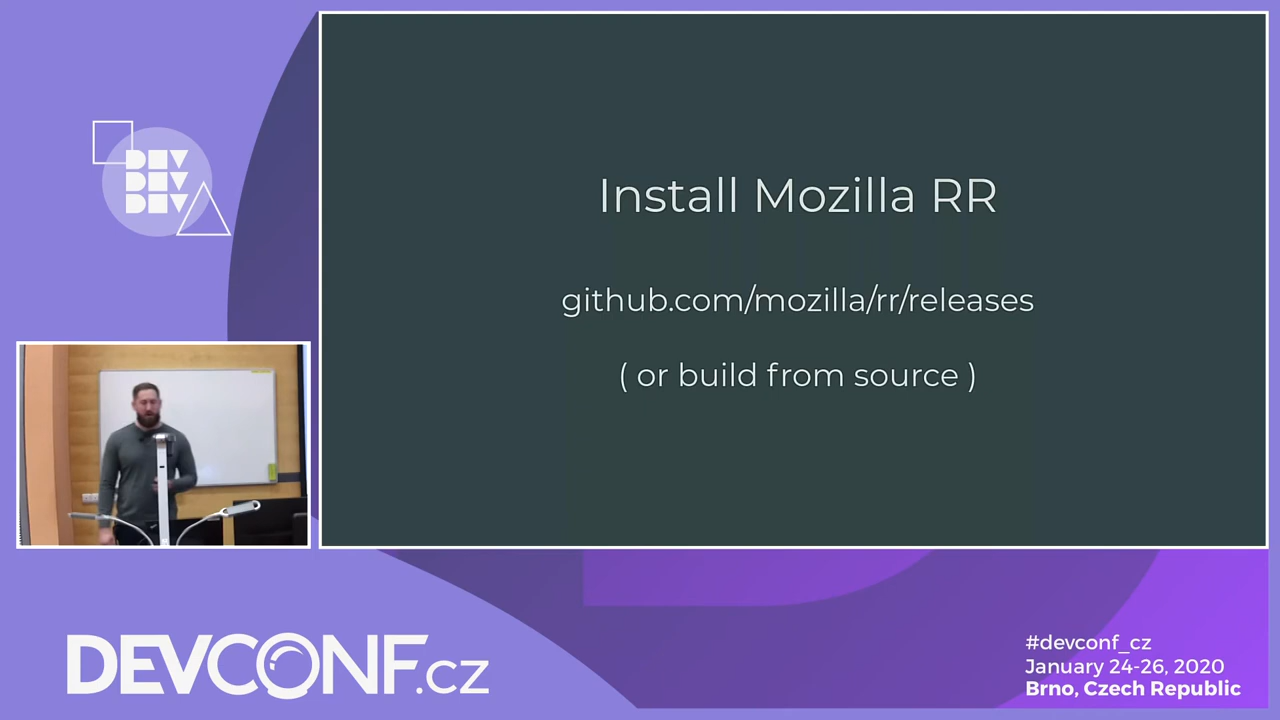 DEV
DEV
DEV
Install Mozilla RR
github.com/mozilla/rr/releases
( or build from source )
DEVCONF.cz
#devconf_cz
January 24-26, 2020
Brno, Czech Republic